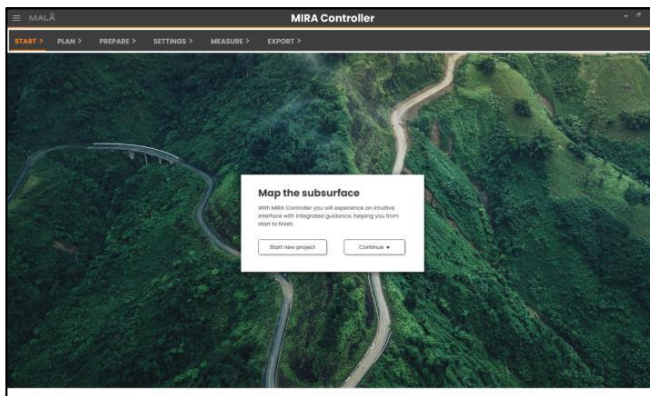 MALÅ
MIRA Controller
START > PLAN > PREPARE > SETTINGS > MEASURE > EXPORT >
Map the subsurface
With MIRA Controller you will experience an intuitive
interface with integrated guidance, helping you from
start to finish.
Start new project Continue